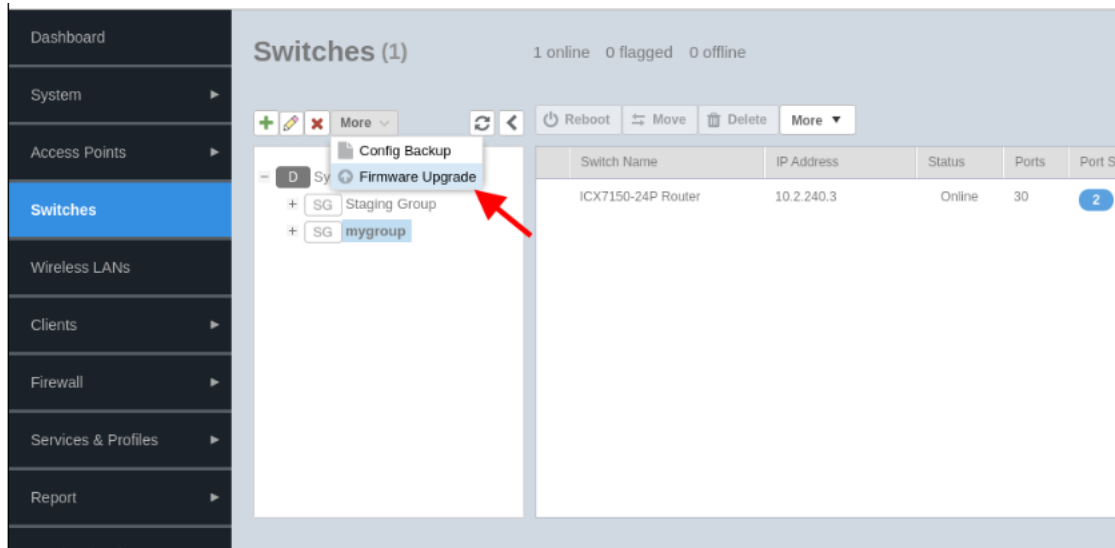 Dashboard
System
Access Points
Switches
Wireless LANs
Clients
Firewall
Services & Profiles
Report
Switches (1)
1 online 0 flagged 0 offline
More
Config Backup
Firmware Upgrade
D Sy
SG Staging Group
SG mygroup
Reboot Move Delete More
Switch Name IP Address Status Ports Port S
ICX7150-24P Router 10.2.240.3 Online 30 2